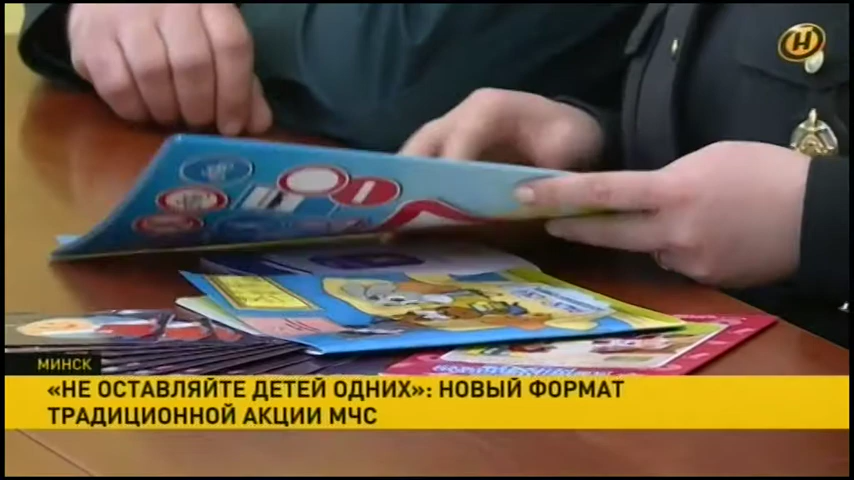 Н
МИНСК
«НЕ ОСТАВЛЯЙТЕ ДЕТЕЙ ОДНИХ»: НОВЫЙ ФОРМАТ
ТРАДИЦИОННОЙ АКЦИИ МЧС